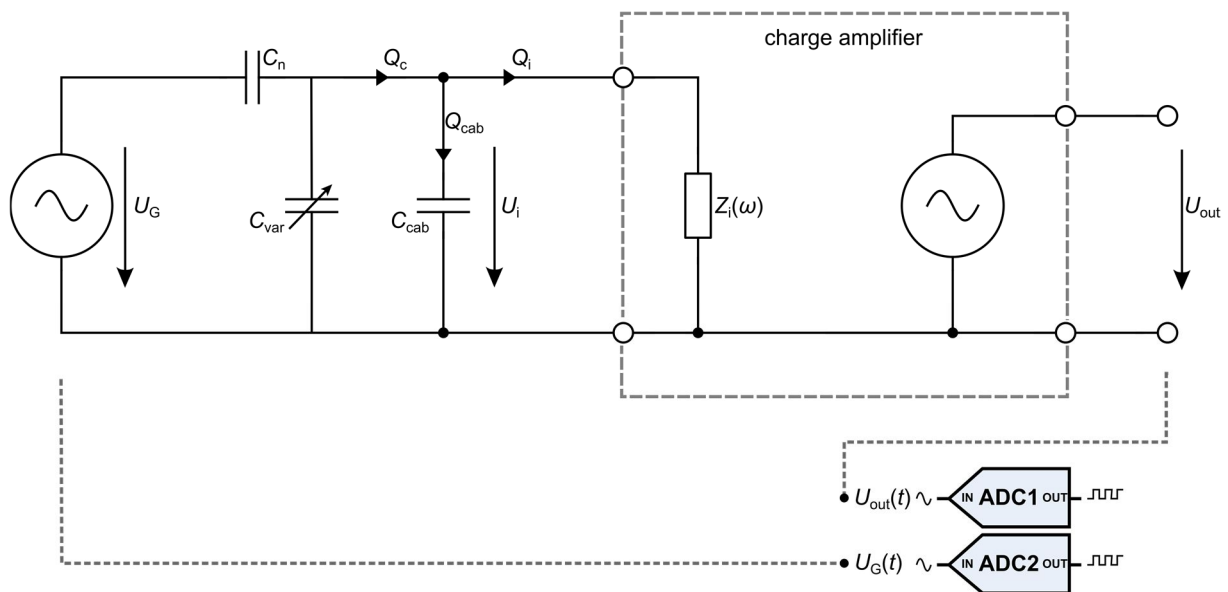 charge amplifier
Cn
Qc
Qi
Qcab
UG
Cvar
Ccab
Ui
Zi(ω)
Uout
Uout(t)
IN ADC1 OUT
UG(t)
IN ADC2 OUT